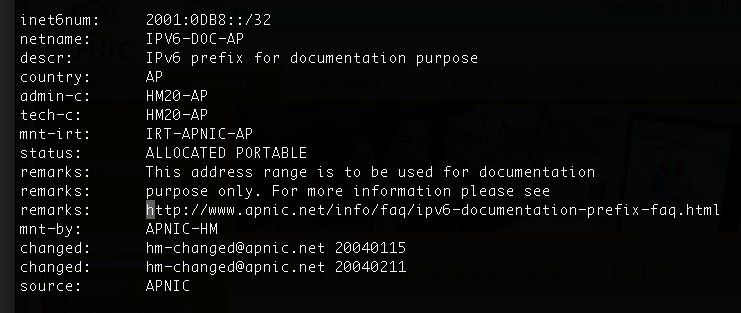 inet6num:       2001:0DB8::/32
netname:        IPV6-DOC-AP
descr:          IPv6 prefix for documentation purpose
country:        AP
admin-c:        HM20-AP
tech-c:         HM20-AP
mnt-irt:        IRT-APNIC-AP
status:         ALLOCATED PORTABLE
remarks:        This address range is to be used for documentation
remarks:        purpose only. For more information please see
remarks:        http://www.apnic.net/info/faq/ipv6-documentation-prefix-faq.html
mnt-by:         APNIC-HM
changed:        hm-changed@apnic.net 20040115
changed:        hm-changed@apnic.net 20040211
source:         APNIC